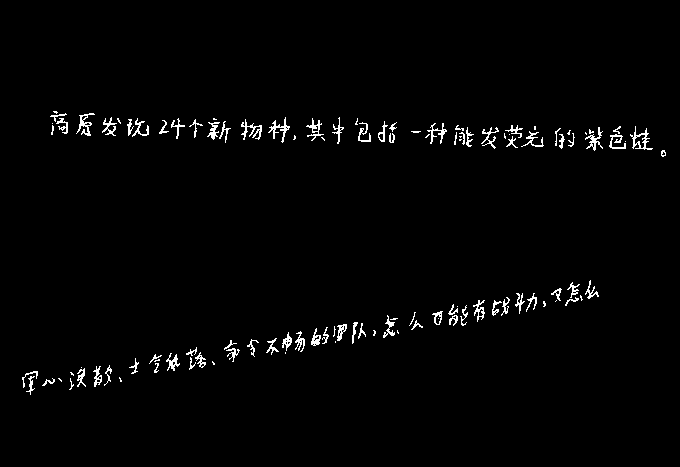 高原发现24个新物种,其中包括一种能发荧光的紫色蛙。
军心涣散、士气低落、命令不畅的团队,怎么可能有战斗力,又怎么